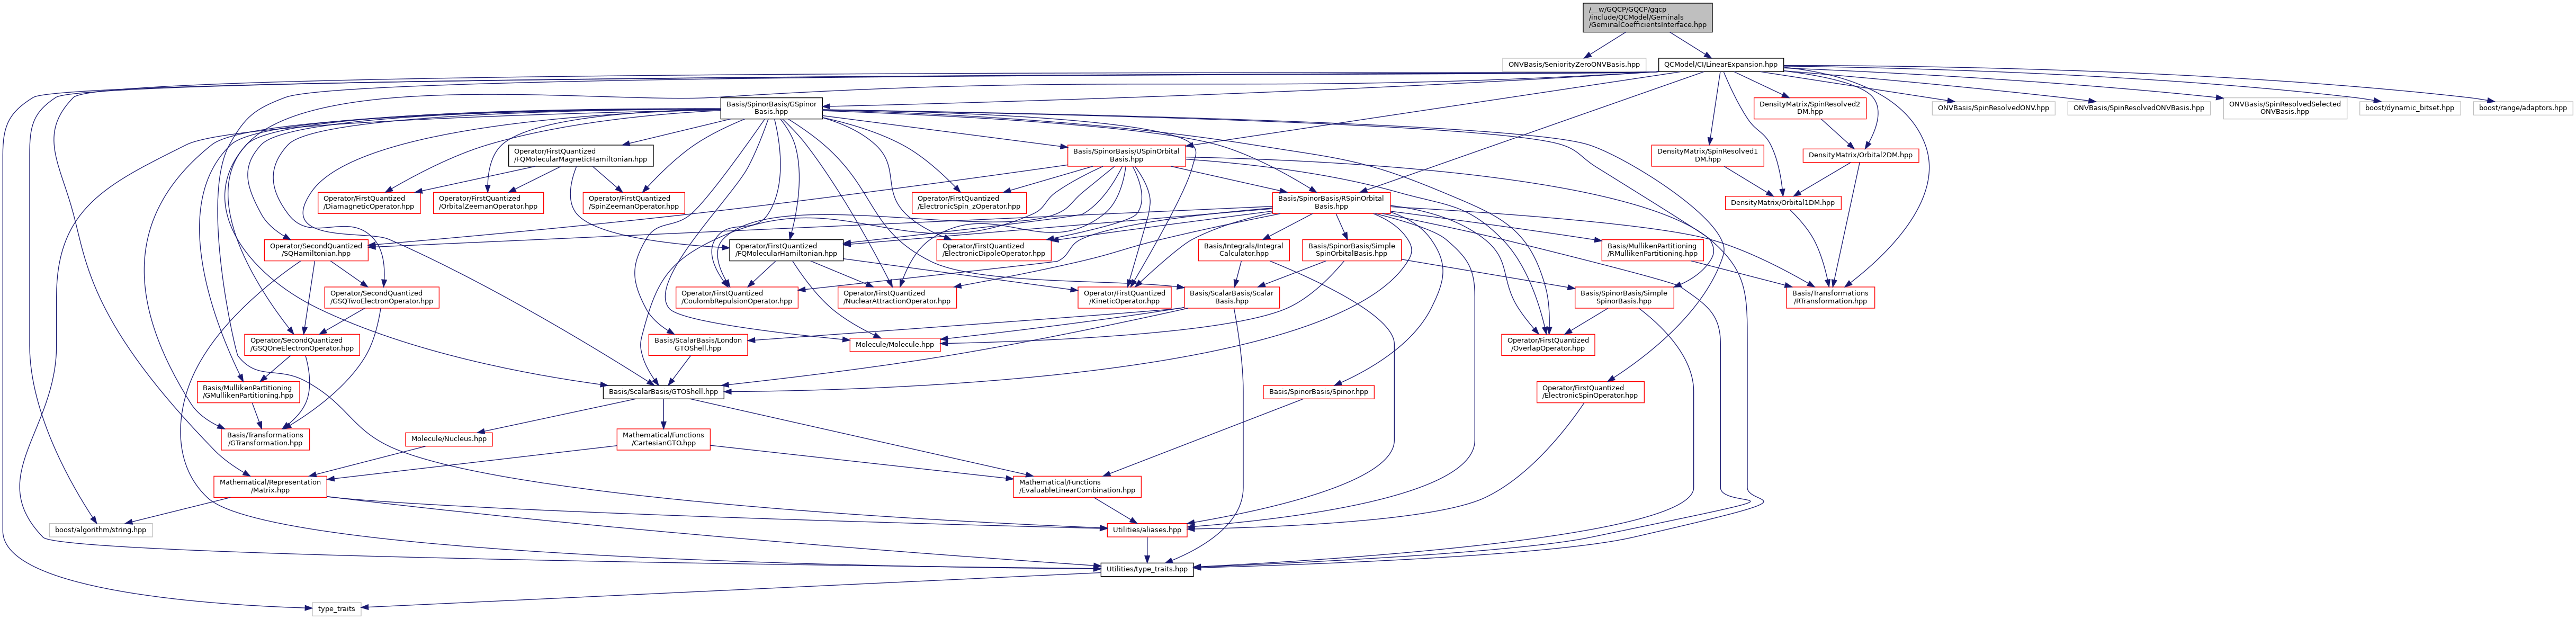 /__w/GQCP/GQCP/gqcp
/include/QCModel/Geminals
/GeminalCoefficientsInterface.hpp
ONVBasis/SeniorityZeroONVBasis.hpp
QCModel/CI/LinearExpansion.hpp
Basis/SpinorBasis/GSpinor
Basis.hpp
DensityMatrix/SpinResolved2
DM.hpp
ONVBasis/SpinResolvedONV.hpp
ONVBasis/SpinResolvedONVBasis.hpp
ONVBasis/SpinResolvedSelected
ONVBasis.hpp
boost/dynamic_bitset.hpp
boost/range/adaptors.hpp
Operator/FirstQuantized
/FQMolecularMagneticHamiltonian.hpp
Basis/SpinorBasis/USpinOrbital
Basis.hpp
DensityMatrix/SpinResolved1
DM.hpp
DensityMatrix/Orbital2DM.hpp
Operator/FirstQuantized
/DiamagneticOperator.hpp
Operator/FirstQuantized
/OrbitalZeemanOperator.hpp
Operator/FirstQuantized
/SpinZeemanOperator.hpp
Operator/FirstQuantized
/ElectronicSpin_zOperator.hpp
Basis/SpinorBasis/RSpinOrbital
Basis.hpp
DensityMatrix/Orbital1DM.hpp
Operator/SecondQuantized
/SQHamiltonian.hpp
Operator/FirstQuantized
/FQMolecularHamiltonian.hpp
Operator/FirstQuantized
/ElectronicDipoleOperator.hpp
Basis/Integrals/Integral
Calculator.hpp
Basis/SpinorBasis/Simple
SpinOrbitalBasis.hpp
Basis/MullikenPartitioning
/RMullikenPartitioning.hpp
Operator/SecondQuantized
/GSQTwoElectronOperator.hpp
Operator/FirstQuantized
/CoulombRepulsionOperator.hpp
Operator/FirstQuantized
/NuclearAttractionOperator.hpp
Operator/FirstQuantized
/KineticOperator.hpp
Basis/ScalarBasis/Scalar
Basis.hpp
Basis/SpinorBasis/Simple
SpinorBasis.hpp
Basis/Transformations
/RTransformation.hpp
Operator/SecondQuantized
/GSQOneElectronOperator.hpp
Basis/ScalarBasis/London
GTOShell.hpp
Molecule/Molecule.hpp
Operator/FirstQuantized
/OverlapOperator.hpp
Basis/MullikenPartitioning
/GMullikenPartitioning.hpp
Basis/ScalarBasis/GTOShell.hpp
Basis/SpinorBasis/Spinor.hpp
Operator/FirstQuantized
/ElectronicSpinOperator.hpp
Basis/Transformations
/GTransformation.hpp
Molecule/Nucleus.hpp
Mathematical/Functions
/CartesianGTO.hpp
Mathematical/Representation
/Matrix.hpp
Mathematical/Functions
/EvaluableLinearCombination.hpp
boost/algorithm/string.hpp
Utilities/aliases.hpp
Utilities/type_traits.hpp
type_traits